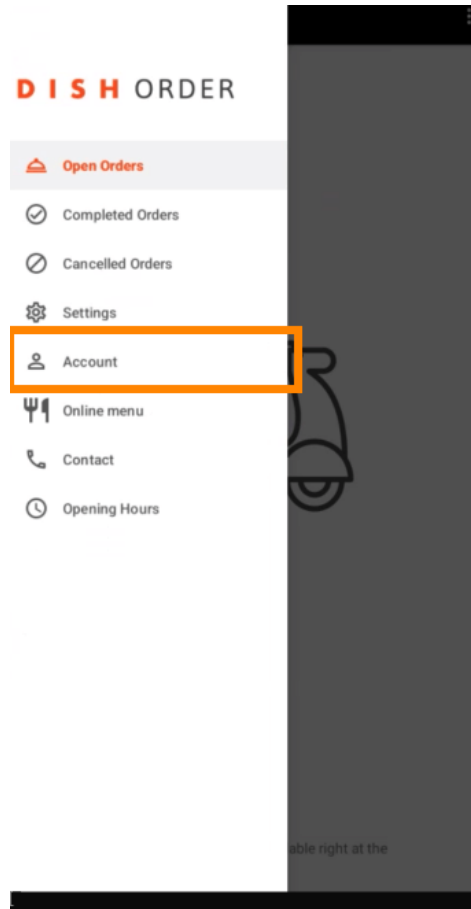 DISH ORDER
Open Orders
Completed Orders
Cancelled Orders
Settings
Account
Online menu
Contact
Opening Hours
able right at the